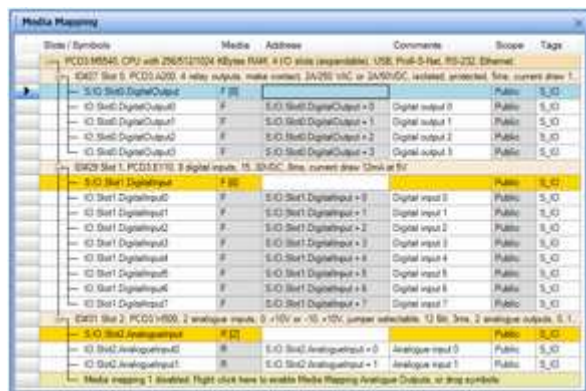 Media Mapping
Slots / Symbols Media Address Comments Scope Tags
PCD3.M5540, CPU with 256/512/1024 KBytes RAM, 4 I/O slots (expandable), USB, Profi-S-Net, RS-232, Ethernet
Slot 0, PCD3.A200, 4 relay outputs, make contact, 2A/250 VAC or 2A/50VDC, isolated, protected, 5ms, current draw 1
S.IO.Slot0.DigitalOutput Public S_IO
IO.Slot0.DigitalOutput0 F S.IO.Slot0.DigitalOutput + 0 Digital output 0 Public S_IO
IO.Slot0.DigitalOutput1 F S.IO.Slot0.DigitalOutput + 1 Digital output 1 Public S_IO
IO.Slot0.DigitalOutput2 F S.IO.Slot0.DigitalOutput + 2 Digital output 2 Public S_IO
IO.Slot0.DigitalOutput3 F S.IO.Slot0.DigitalOutput + 3 Digital output 3 Public S_IO
Slot 1, PCD3.E110, 8 digital inputs, 15..30VDC, 8ms, current draw 12mA at 5V
S.IO.Slot1.DigitalInput Public S_IO
IO.Slot1.DigitalInput0 F S.IO.Slot1.DigitalInput + 0 Digital input 0 Public S_IO
IO.Slot1.DigitalInput1 F S.IO.Slot1.DigitalInput + 1 Digital input 1 Public S_IO
IO.Slot1.DigitalInput2 F S.IO.Slot1.DigitalInput + 2 Digital input 2 Public S_IO
IO.Slot1.DigitalInput3 F S.IO.Slot1.DigitalInput + 3 Digital input 3 Public S_IO
IO.Slot1.DigitalInput4 F S.IO.Slot1.DigitalInput + 4 Digital input 4 Public S_IO
IO.Slot1.DigitalInput5 F S.IO.Slot1.DigitalInput + 5 Digital input 5 Public S_IO
IO.Slot1.DigitalInput6 F S.IO.Slot1.DigitalInput + 6 Digital input 6 Public S_IO
IO.Slot1.DigitalInput7 F S.IO.Slot1.DigitalInput + 7 Digital input 7 Public S_IO
Slot 2, 2 analogue inputs, 0..+10V or -10..+10V, jumper selectable, 12 Bit, 3ms, 2 analogue outputs,
S.IO.Slot2.AnalogueInput R [2] Public S_IO
IO.Slot2.AnalogueInput0 R S.IO.Slot2.AnalogueInput + 0 Analogue input 0 Public S_IO
IO.Slot2.AnalogueInput1 R S.IO.Slot2.AnalogueInput + 1 Analogue input 1 Public S_IO
Media mapping 1 disabled. Right click here to enable Media Mapping Analogue Outputs, or drag symbols.